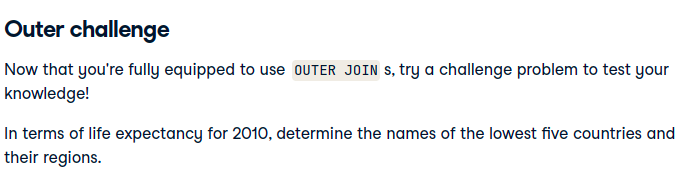 Outer challenge
Now that you're fully equipped to use OUTER JOIN s, try a challenge problem to test your
knowledge!
In terms of life expectancy for 2010, determine the names of the lowest five countries and
their regions.